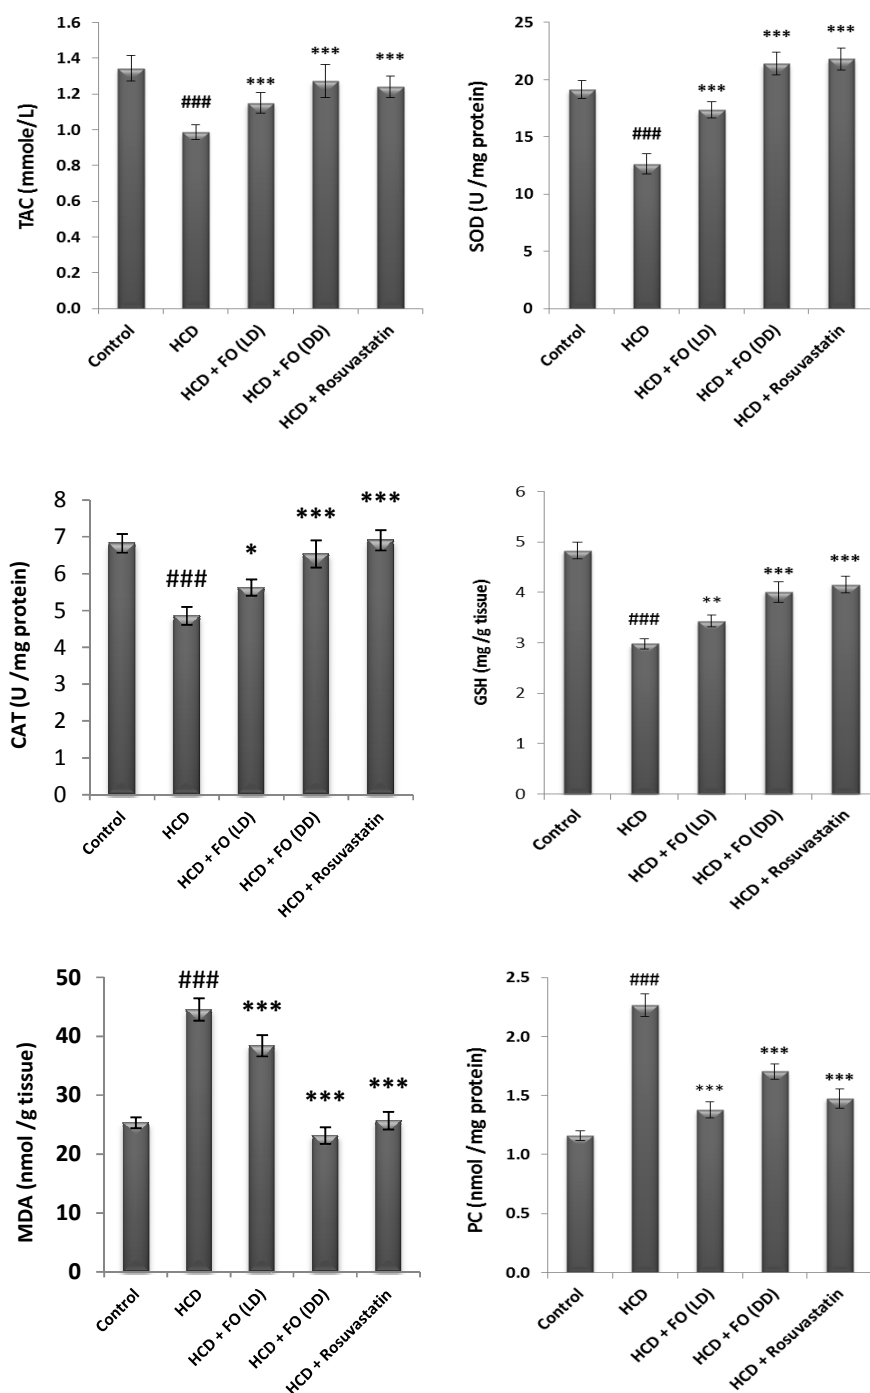 TAC (mmole/L)
1.6
1.4
1.2
1.0
0.8
0.6
0.4
0.2
0.0
###
***
***
***
Control
HCD
HCD + FO (LD)
HCD + FO (DD)
HCD + Rosuvastatin
SOD (U /mg protein)
25
20
15
10
5
0
###
***
***
***
Control
HCD
HCD + FO (LD)
HCD + FO (DD)
HCD + Rosuvastatin
CAT (U /mg protein)
8
7
6
5
4
3
2
1
0
###
*
***
***
Control
HCD
HCD + FO (LD)
HCD + FO (DD)
HCD + Rosuvastatin
GSH (mg /g tissue)
6
5
4
3
2
1
0
###
**
***
***
Control
HCD
HCD + FO (LD)
HCD + FO (DD)
HCD + Rosuvastatin
MDA (nmol /g tissue)
50
40
30
20
10
0
###
***
***
***
Control
HCD
HCD + FO (LD)
HCD + FO (DD)
HCD + Rosuvastatin
PC (nmol /mg protein)
2.5
2.0
1.5
1.0
0.5
0.0
###
***
***
***
Control
HCD
HCD + FO (LD)
HCD + FO (DD)
HCD + Rosuvastatin